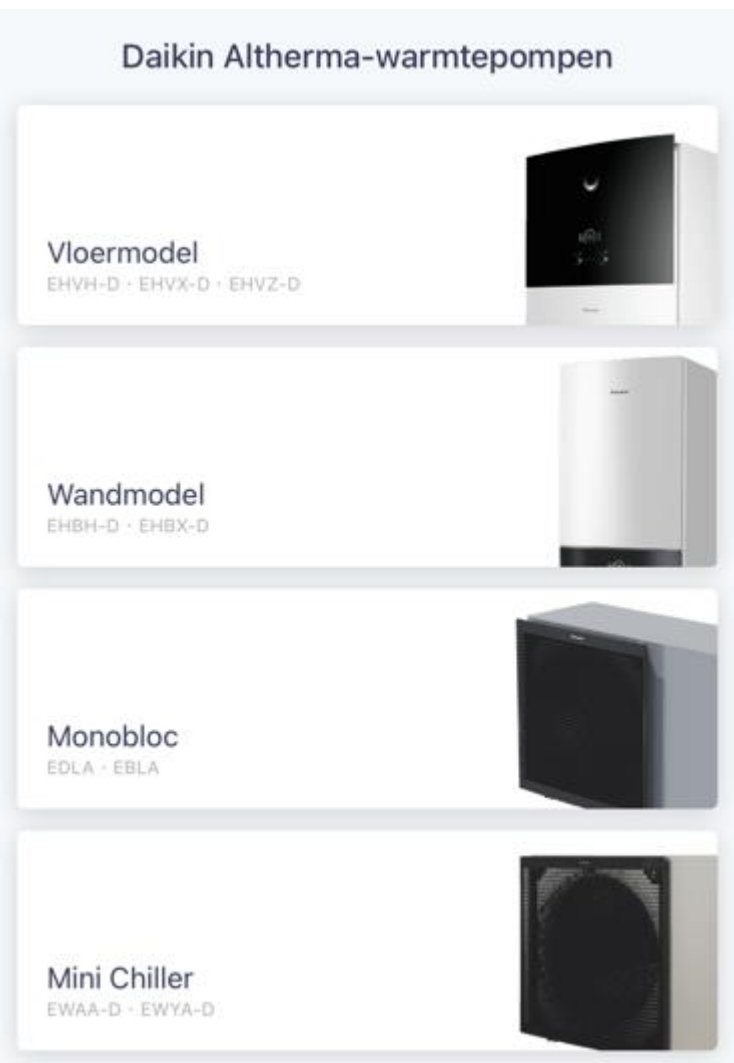 Daikin Altherma-warmtepompen
Vloermodel
EHVH-D · EHVX-D · EHVZ-D
Wandmodel
EHBH-D · EHBX-D
Monobloc
EDLA · EBLA
Mini Chiller
EWAA-D · EWYA-D